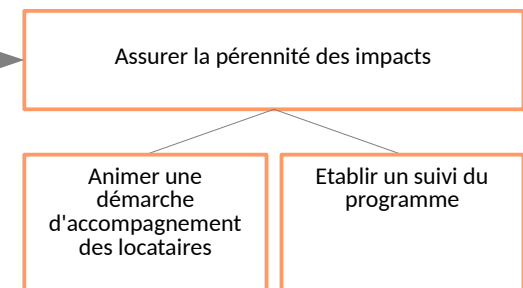 Assurer la pérennité des impacts
Animer une
démarche
d'accompagnement
des locataires
Etablir un suivi du
programme